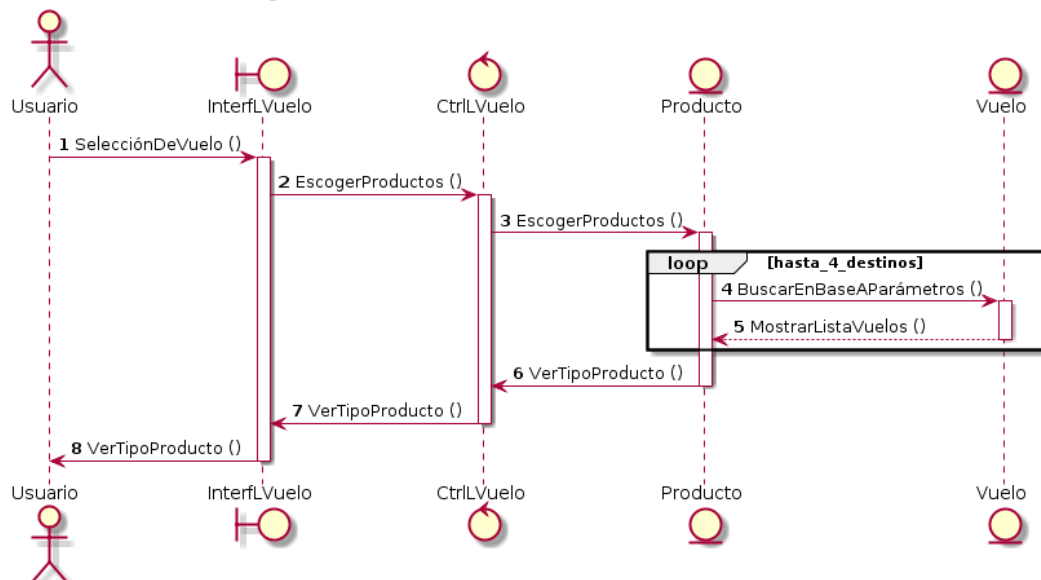 Usuario InterfLVuelo CtrlLVuelo Producto Vuelo
1 SelecciónDeVuelo ()
2 EscogerProductos ()
3 EscogerProductos ()
loop [hasta_4_destinos]
4 BuscarEnBaseAParámetros ()
5 MostrarListaVuelos ()
6 VerTipoProducto ()
7 VerTipoProducto ()
8 VerTipoProducto ()
Usuario InterfLVuelo CtrlLVuelo Producto Vuelo